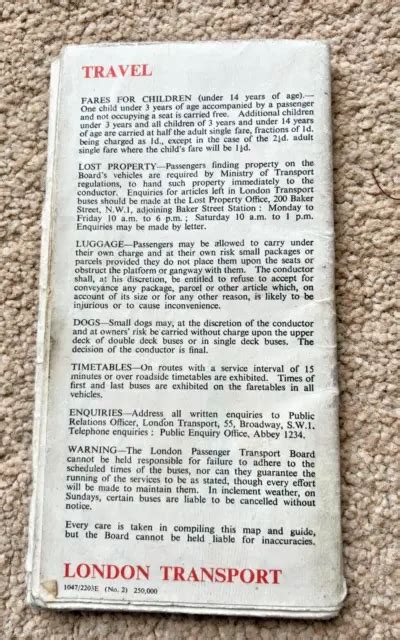 TRAVEL
FARES FOR CHILDREN (under 14 years of age).—
One child under 3 years of age accompanied by a passenger
and not occupying a seat is carried free. Additional children
under 3 years and all children of 3 years and under 14 years
of age are carried at half the adult single fare, fractions of 1d.
being charged as 1d., except in the case of the 2½d. adult
single fare where the child's fare will be 1½d.
LOST PROPERTY—Passengers finding property on the
Board's vehicles are required by Ministry of Transport
regulations, to hand such property immediately to the
conductor. Enquiries for articles left in London Transport
buses should be made at the Lost Property Office, 200 Baker
Street, N.W.1, adjoining Baker Street Station : Monday to
Friday 10 a.m. to 6 p.m. ; Saturday 10 a.m. to 1 p.m.
Enquiries may be made by letter.
LUGGAGE—Passengers may be allowed to carry under
their own charge and at their own risk small packages or
parcels provided they do not place them upon the seats or
obstruct the platform or gangway with them. The conductor
shall, at his discretion, be entitled to refuse to accept for
conveyance any package, parcel or other article which, on
account of its size or for any other reason, is likely to be
injurious or to cause inconvenience.
DOGS—Small dogs may, at the discretion of the conductor
and at owners' risk be carried without charge upon the upper
deck of double deck buses or in single deck buses. The
decision of the conductor is final.
TIMETABLES—On routes with a service interval of 15
minutes or over roadside timetables are exhibited. Times of
first and last buses are exhibited on the faretables in all
vehicles.
ENQUIRIES—Address all written enquiries to Public
Relations Officer, London Transport, 55, Broadway, S.W.1.
Telephone enquiries : Public Enquiry Office, Abbey 1234.
WARNING—The London Passenger Transport Board
cannot be held responsible for failure to adhere to the
scheduled times of the buses, nor can they guarantee the
running of the services to be as stated, though every effort
will be made to maintain them. In inclement weather, on
Sundays, certain buses are liable to be cancelled without
notice.
Every care is taken in compiling this map and guide,
but the Board cannot be held liable for inaccuracies.
LONDON TRANSPORT
1047/2203E (No. 2) 250,000